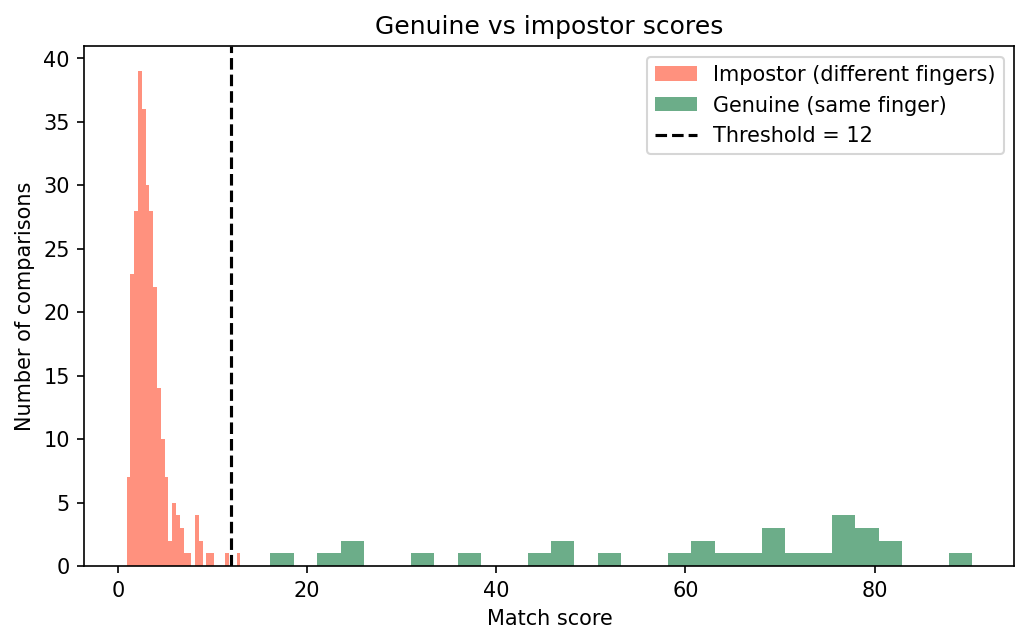 Genuine vs impostor scores
Impostor (different fingers)
Genuine (same finger)
Threshold = 12
Number of comparisons
40
35
30
25
20
15
10
5
0
0 20 40 60 80
Match score